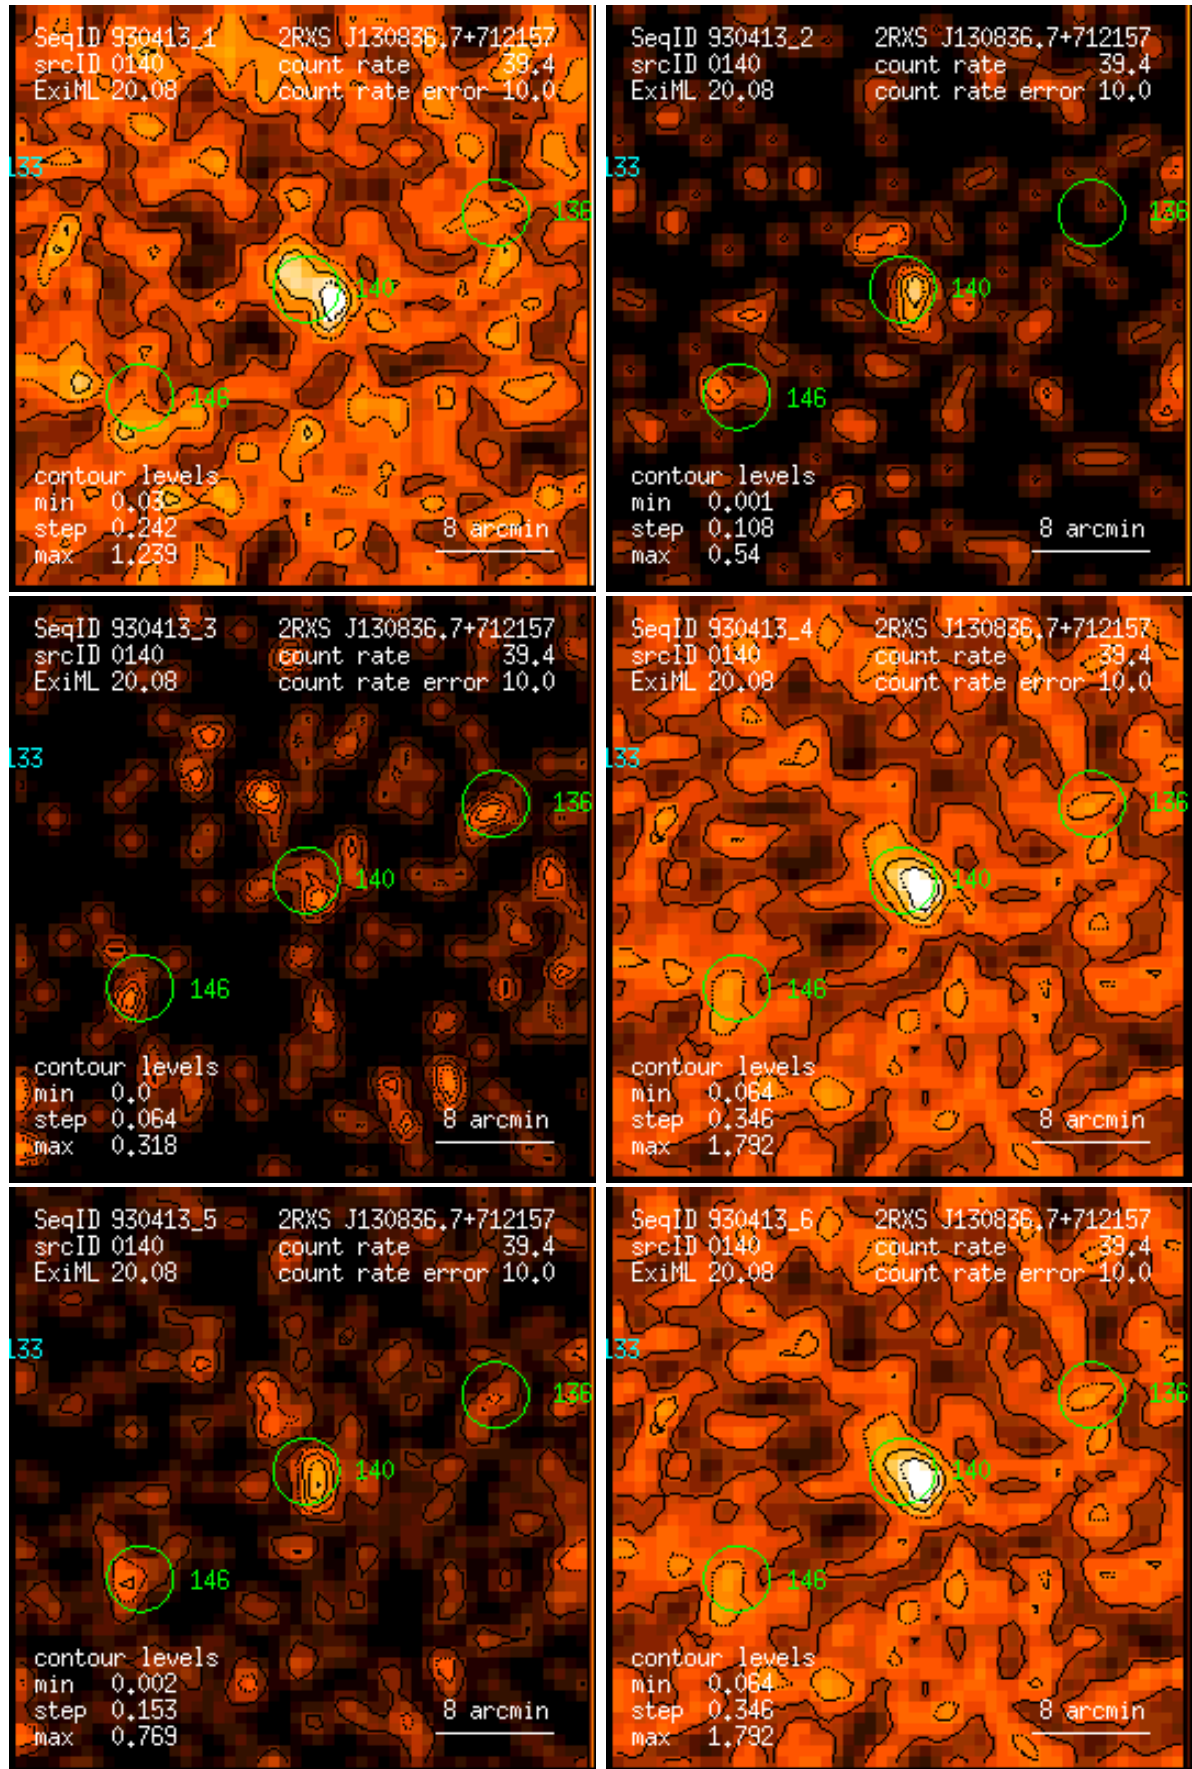 SeqID 930413_1 2RXS J130836.7+712157
srcID 0140 count rate 39.4
ExiML 20.08 count rate error 10.0
133
136
140
146
contour levels
min 0.03
step 0.242
max 1.239
8 arcmin
SeqID 930413_2 2RXS J130836.7+712157
srcID 0140 count rate 39.4
ExiML 20.08 count rate error 10.0
133
136
140
146
contour levels
min 0.001
step 0.108
max 0.54
8 arcmin
SeqID 930413_3 2RXS J130836.7+712157
srcID 0140 count rate 39.4
ExiML 20.08 count rate error 10.0
133
136
140
146
contour levels
min 0.0
step 0.064
max 0.318
8 arcmin
SeqID 930413_4 2RXS J130836.7+712157
srcID 0140 count rate 39.4
ExiML 20.08 count rate error 10.0
133
136
140
146
contour levels
min 0.064
step 0.346
max 1.792
8 arcmin
SeqID 930413_5 2RXS J130836.7+712157
srcID 0140 count rate 39.4
ExiML 20.08 count rate error 10.0
133
136
140
146
contour levels
min 0.002
step 0.153
max 0.769
8 arcmin
SeqID 930413_6 2RXS J130836.7+712157
srcID 0140 count rate 39.4
ExiML 20.08 count rate error 10.0
133
136
140
146
contour levels
min 0.064
step 0.346
max 1.792
8 arcmin